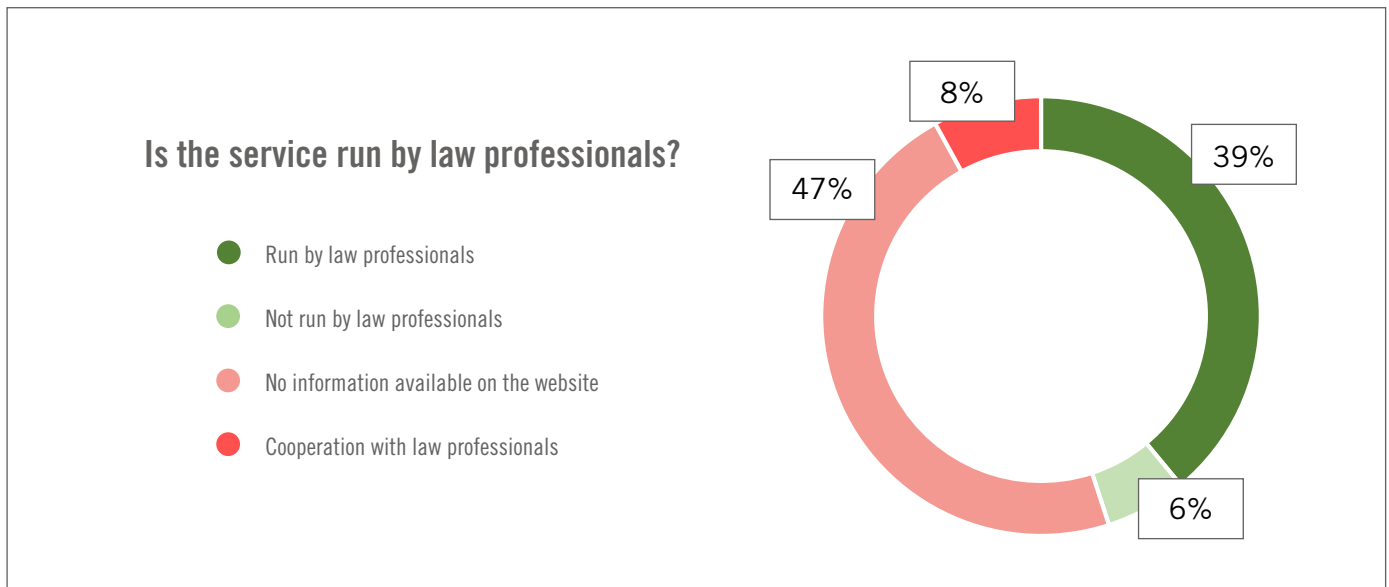 Is the service run by law professionals?
Run by law professionals
Not run by law professionals
No information available on the website
Cooperation with law professionals
8%
39%
47%
6%